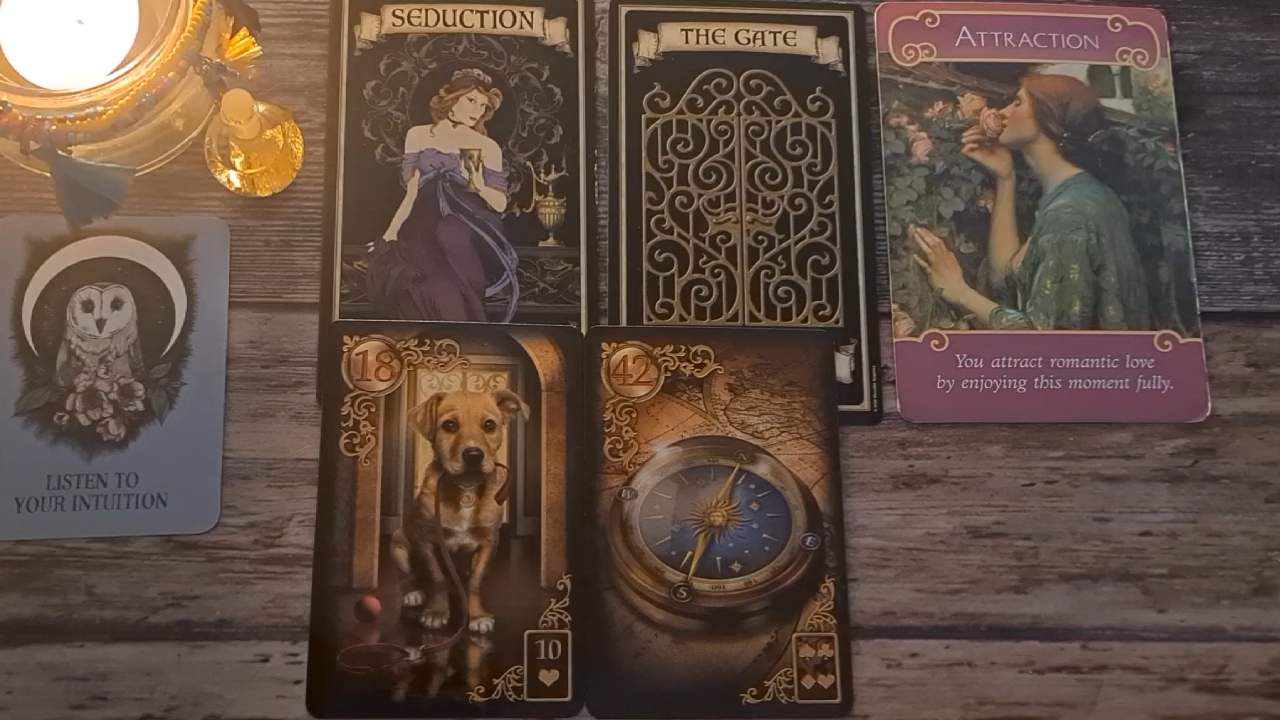 SEDUCTION
THE GATE
ATTRACTION
You attract romantic love
by enjoying this moment fully.
LISTEN TO
YOUR INTUITION
18
42
W
E
S
10